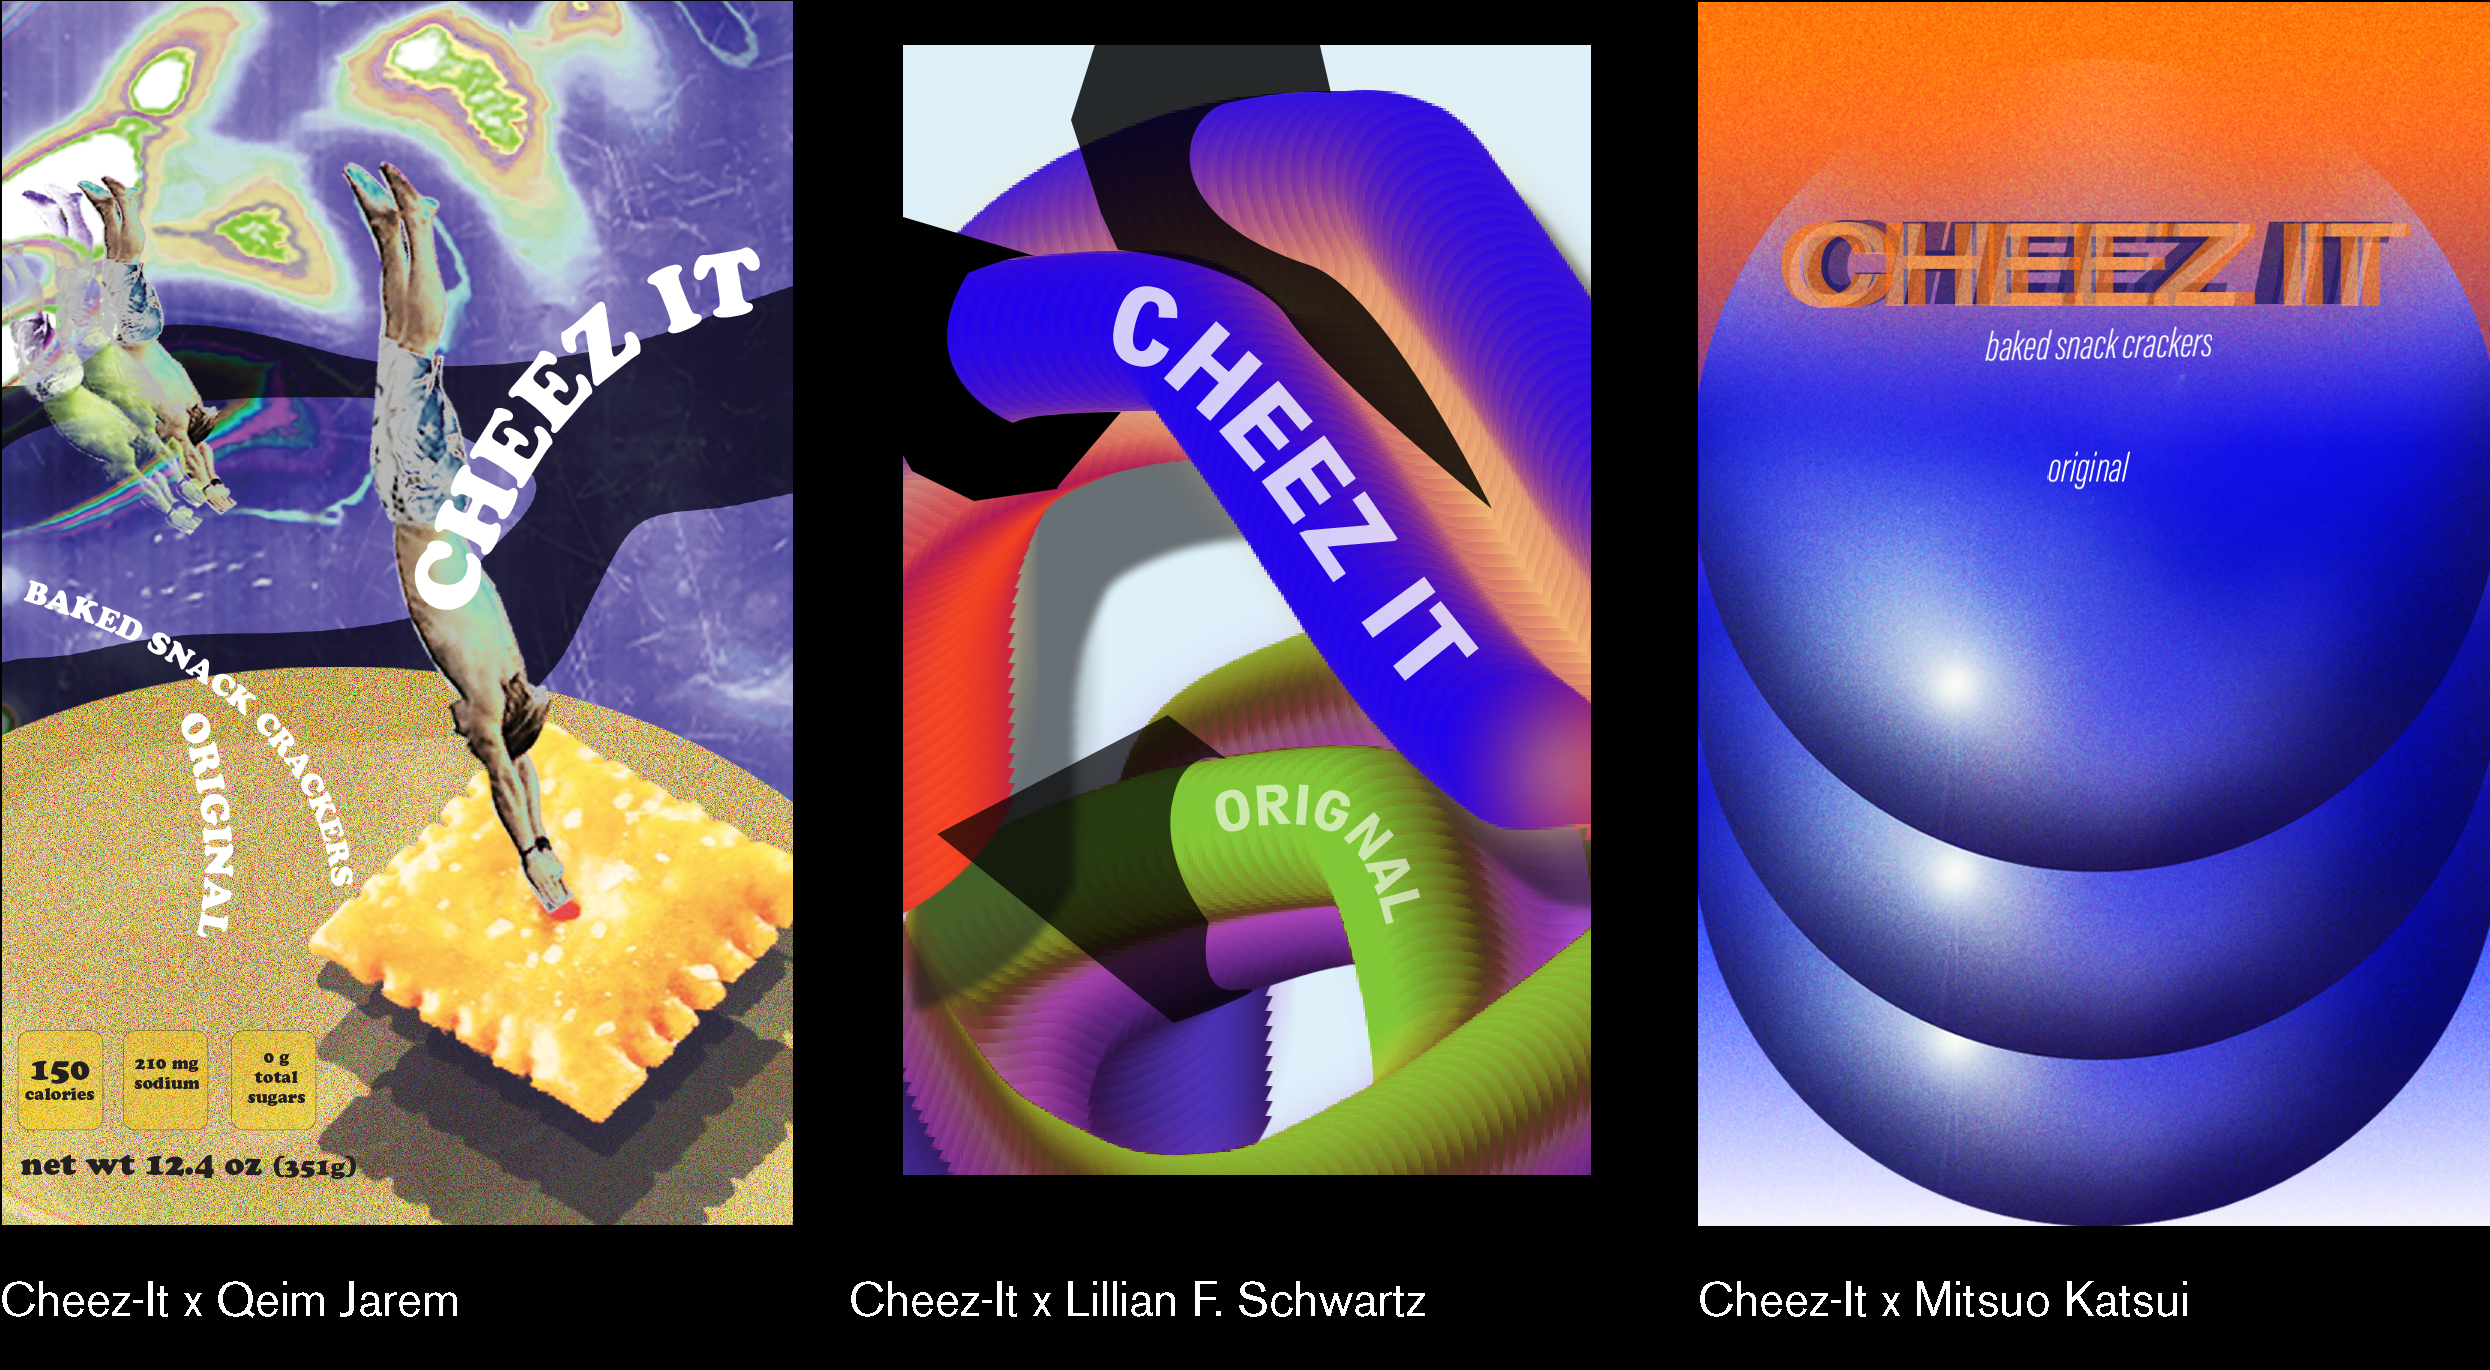 CHEEZ IT
BAKED SNACK CRACKERS
ORIGINAL
150
calories
210 mg
sodium
0 g
total
sugars
net wt 12.4 oz (351g)
Cheez-It x Qeim Jarem
CHEEZ IT
ORIGNAL
Cheez-It x Lillian F. Schwartz
CHEEZ IT
baked snack crackers
original
Cheez-It x Mitsuo Katsui